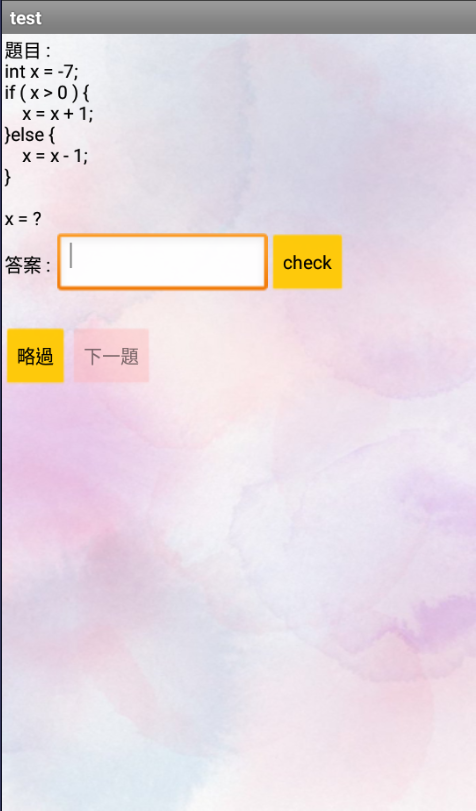 test
題目 :
int x = -7;
if ( x > 0 ) {
    x = x + 1;
}else {
    x = x - 1;
}
x = ?
答案 :
check
略過
下一題